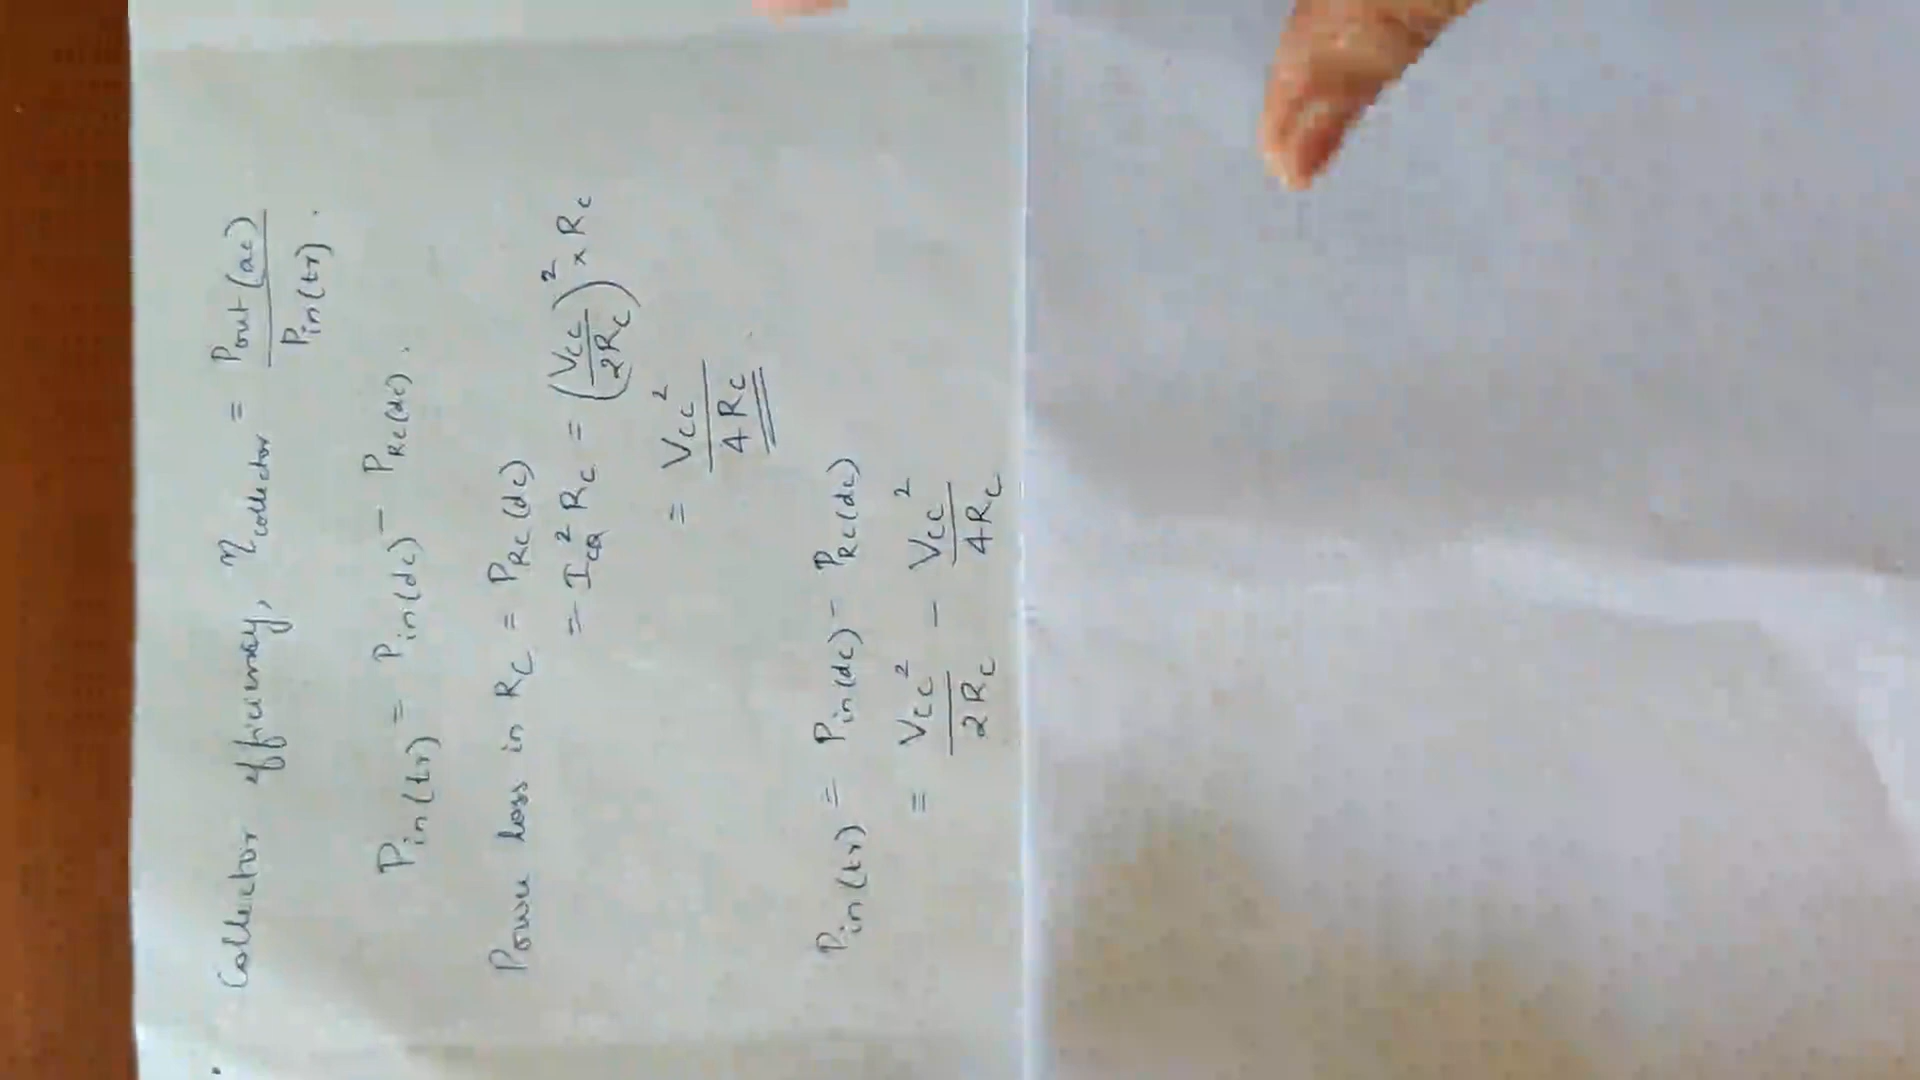 Collector efficiency, η_collector = P_out(ac) / P_in(tr).
P_in(tr) = P_in(dc) - P_RC(dc).
Power loss in R_C = P_RC(dc)
= I_CQ² R_C = (V_CC / 2R_C)² × R_C
= V_CC² / 4R_C
P_in(tr) = P_in(dc) - P_RC(dc)
= V_CC² / 2R_C - V_CC² / 4R_C